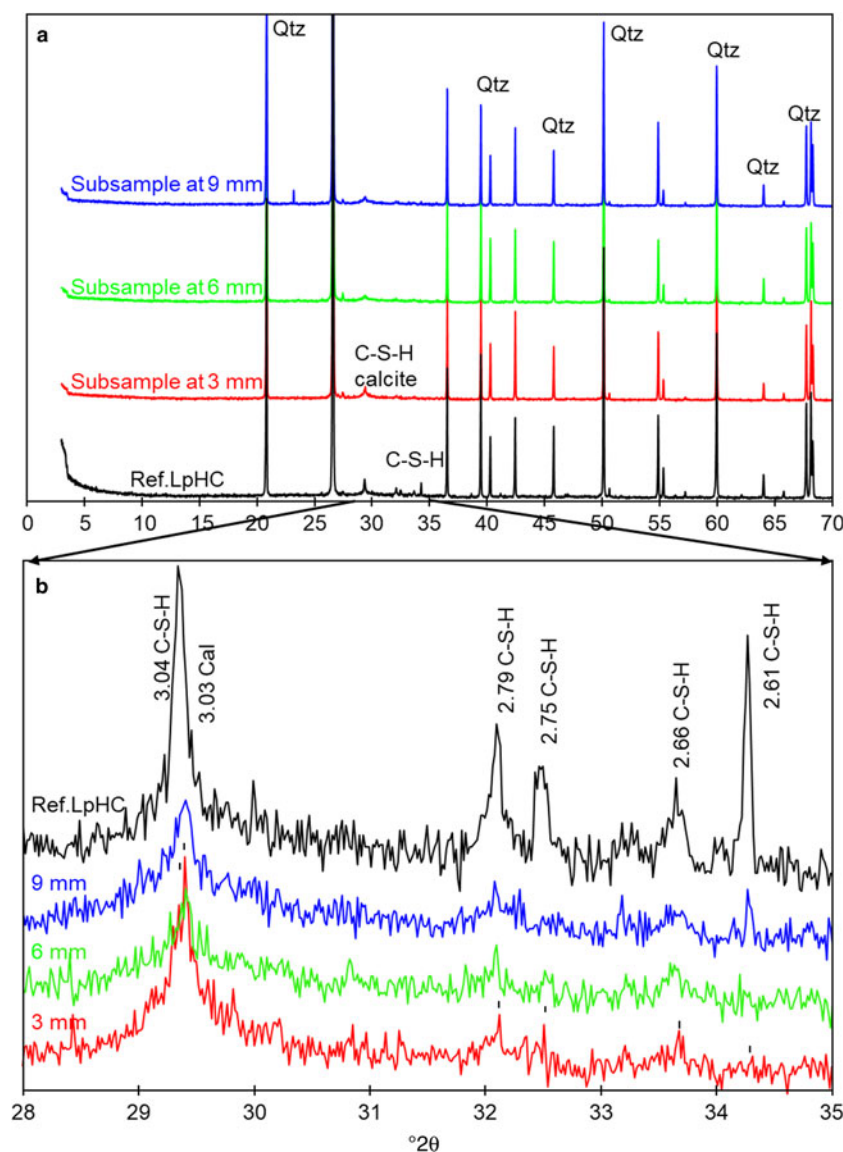 a
Qtz
Qtz
Qtz
Qtz
Qtz
Qtz
Qtz
Subsample at 9 mm
Subsample at 6 mm
Subsample at 3 mm
C-S-H
calcite
C-S-H
Ref.LpHC
0 5 10 15 20 25 30 35 40 45 50 55 60 65 70
b
3.04 C-S-H
3.03 Cal
2.79 C-S-H
2.75 C-S-H
2.66 C-S-H
2.61 C-S-H
Ref.LpHC
9 mm
6 mm
3 mm
28 29 30 31 32 33 34 35
°2θ